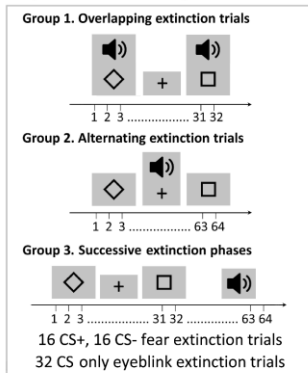 Group 1. Overlapping extinction trials
+
1 2 3 .................. 31 32
Group 2. Alternating extinction trials
+
1 2 3 .................. 63 64
Group 3. Successive extinction phases
+
1 2 3 .................. 31 32 .................. 63 64
16 CS+, 16 CS- fear extinction trials
32 CS only eyeblink extinction trials